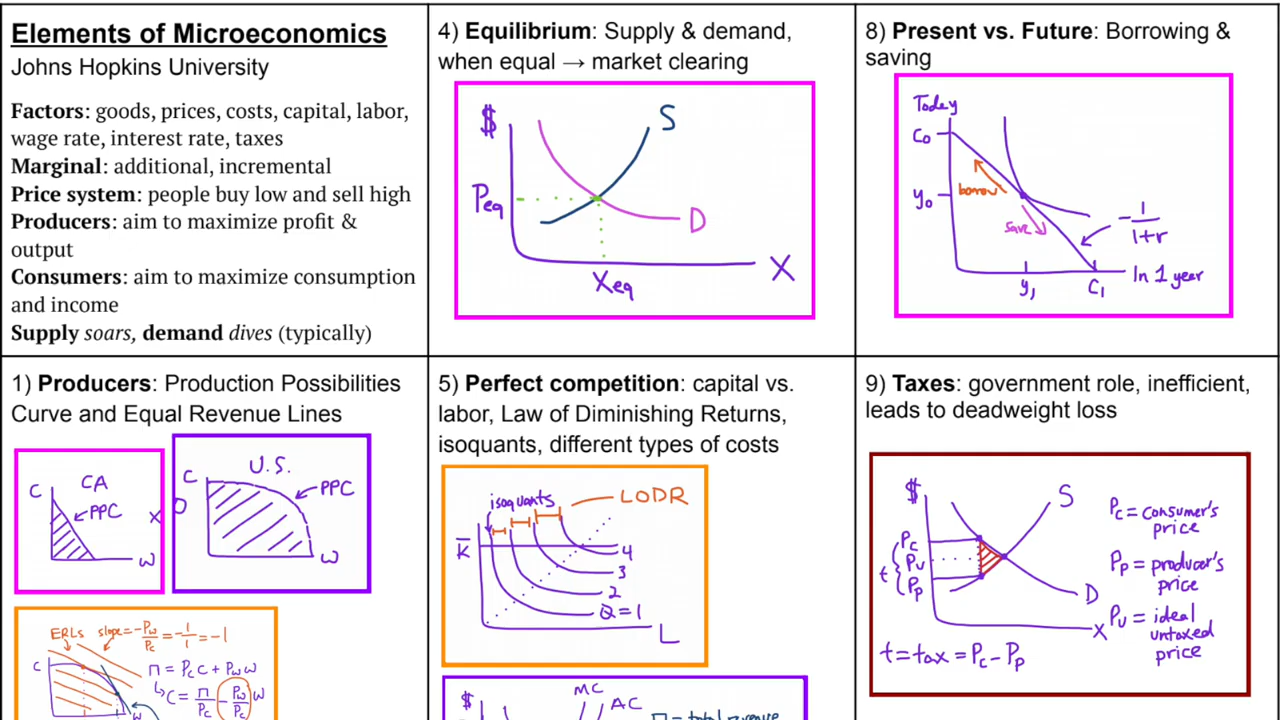 Elements of Microeconomics
Johns Hopkins University
Factors: goods, prices, costs, capital, labor,
wage rate, interest rate, taxes
Marginal: additional, incremental
Price system: people buy low and sell high
Producers: aim to maximize profit &
output
Consumers: aim to maximize consumption
and income
Supply soars, demand dives (typically)
4) Equilibrium: Supply & demand,
when equal → market clearing
$
S
Peq
D
X
Xeq
8) Present vs. Future: Borrowing &
saving
Today
C₀
borrow
y₀
save
-1/(1+r)
In 1 year
y₁
C₁
1) Producers: Production Possibilities
Curve and Equal Revenue Lines
C
CA
PPC
W
X
U.S.
C
PPC
W
ERLs slope = -Pw/Pc = -1/1 = -1
C
π = PcC + Pww
↳ C = π/Pc - Pw/Pc w
W
5) Perfect competition: capital vs.
labor, Law of Diminishing Returns,
isoquants, different types of costs
isoquants
LODR
K̅
4
3
2
Q=1
L
$
MC
AC
π = total revenue
9) Taxes: government role, inefficient,
leads to deadweight loss
$
S
Pc
t { Pu
Pp
D
X
Pc = consumer's
price
Pp = producer's
price
Pu = ideal
untaxed
price
t = tax = Pc - Pp